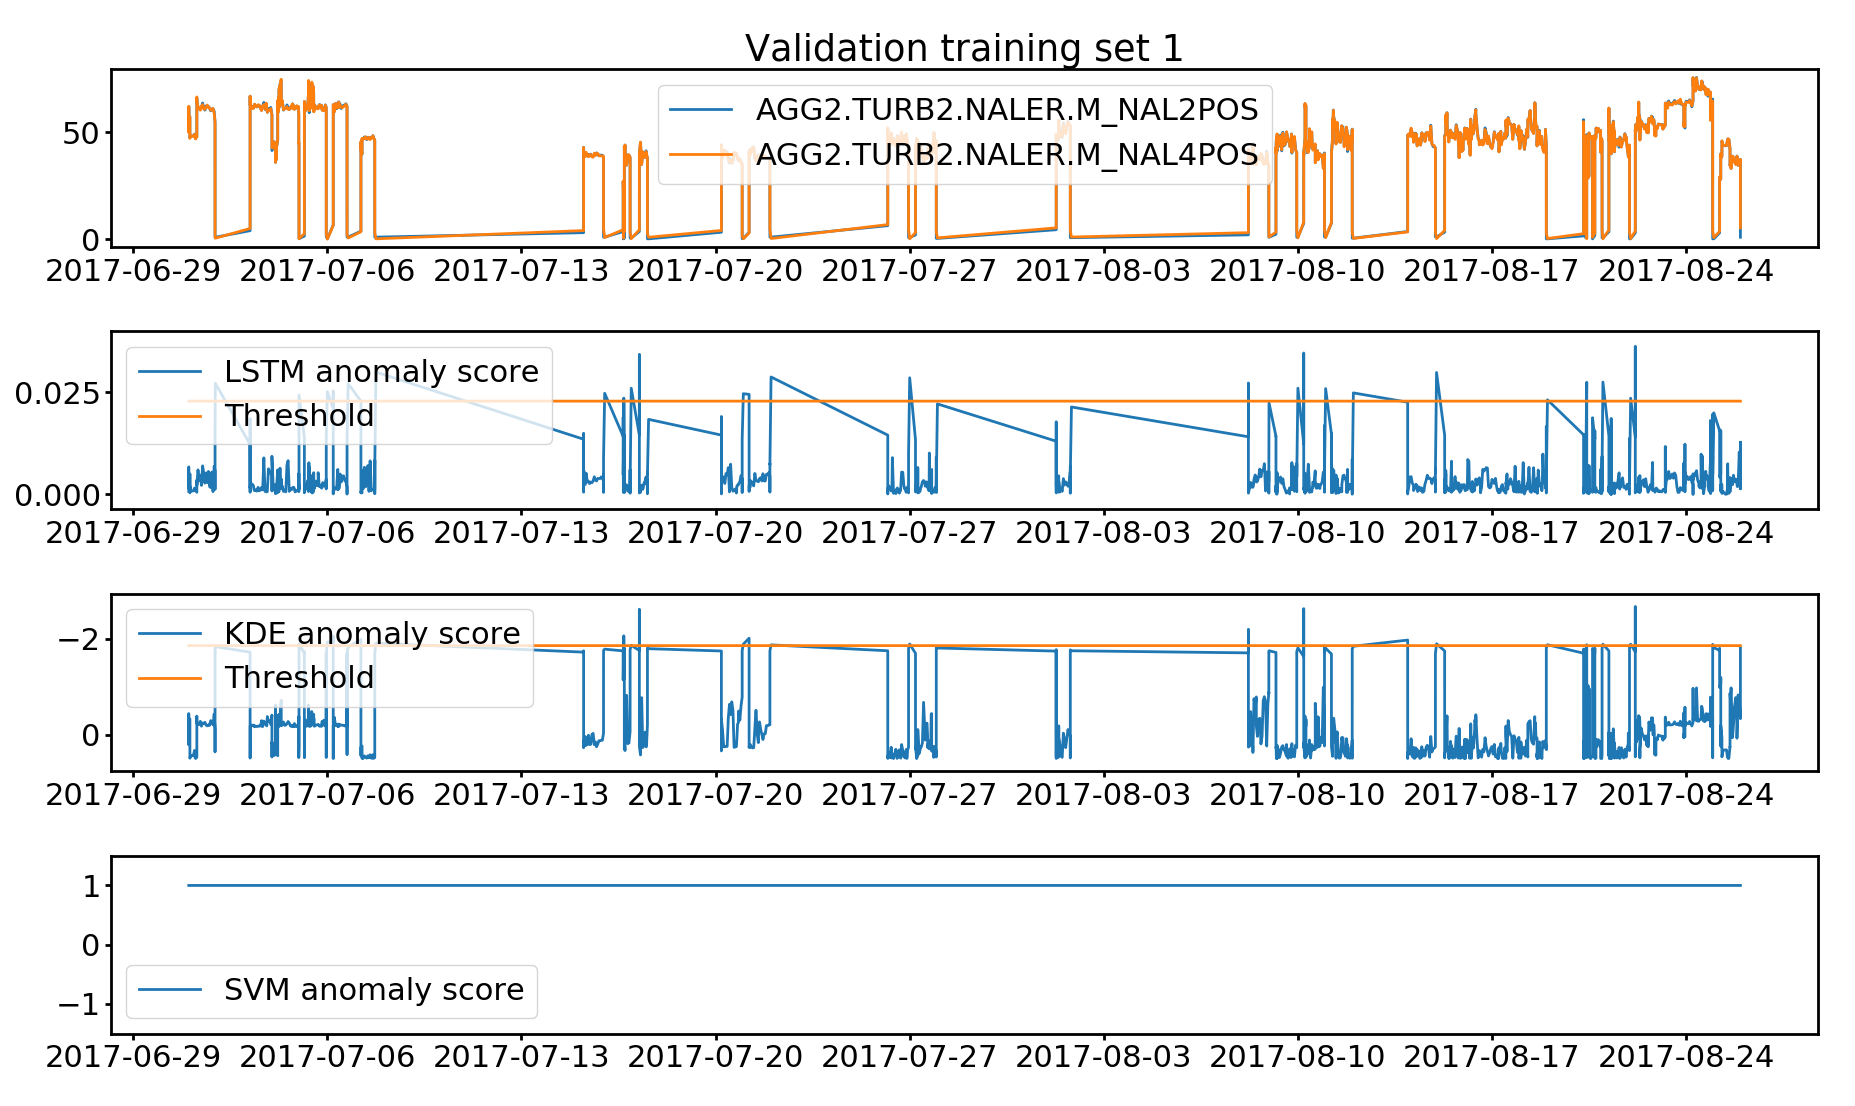 Validation training set 1
AGG2.TURB2.NALER.M_NAL2POS
AGG2.TURB2.NALER.M_NAL4POS
50
0
2017-06-29 2017-07-06 2017-07-13 2017-07-20 2017-07-27 2017-08-03 2017-08-10 2017-08-17 2017-08-24
LSTM anomaly score
Threshold
0.025
0.000
2017-06-29 2017-07-06 2017-07-13 2017-07-20 2017-07-27 2017-08-03 2017-08-10 2017-08-17 2017-08-24
KDE anomaly score
Threshold
−2
0
2017-06-29 2017-07-06 2017-07-13 2017-07-20 2017-07-27 2017-08-03 2017-08-10 2017-08-17 2017-08-24
1
0
−1
SVM anomaly score
2017-06-29 2017-07-06 2017-07-13 2017-07-20 2017-07-27 2017-08-03 2017-08-10 2017-08-17 2017-08-24